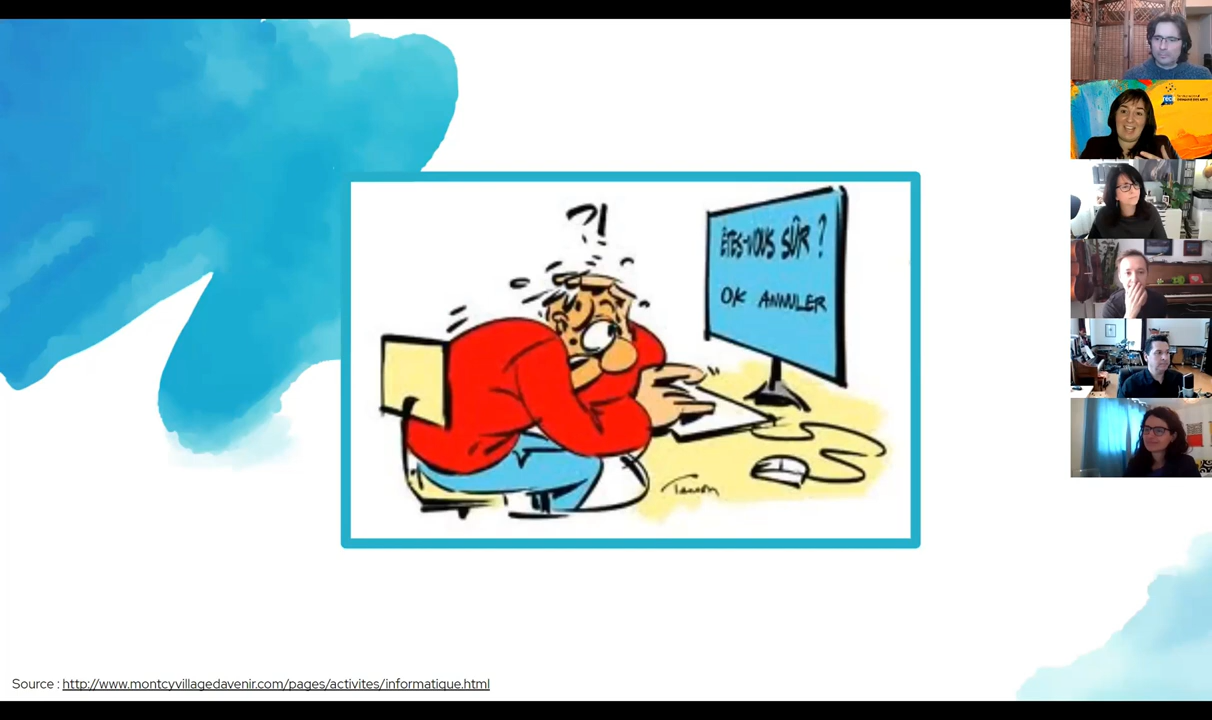 ?!
ÊTES-VOUS SÛR ?
OK ANNULER
Source : http://www.montcyvillagedavenir.com/pages/activites/informatique.html